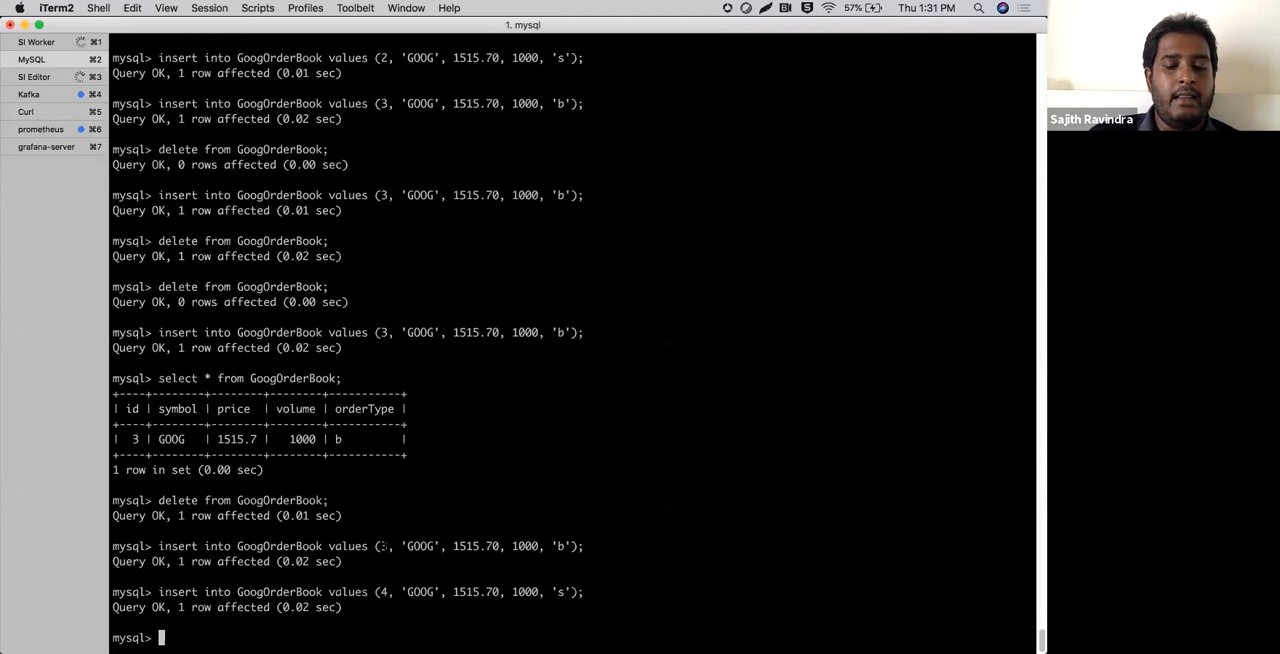 iTerm2 Shell Edit View Session Scripts Profiles Toolbelt Window Help 57% Thu 1:31 PM
1. mysql
SI Worker ⌘1
MySQL ⌘2
SI Editor ⌘3
Kafka ⌘4
Curl ⌘5
prometheus ⌘6
grafana-server ⌘7
mysql> insert into GoogOrderBook values (2, 'GOOG', 1515.70, 1000, 's');
Query OK, 1 row affected (0.01 sec)
mysql> insert into GoogOrderBook values (3, 'GOOG', 1515.70, 1000, 'b');
Query OK, 1 row affected (0.02 sec)
mysql> delete from GoogOrderBook;
Query OK, 0 rows affected (0.00 sec)
mysql> insert into GoogOrderBook values (3, 'GOOG', 1515.70, 1000, 'b');
Query OK, 1 row affected (0.01 sec)
mysql> delete from GoogOrderBook;
Query OK, 1 row affected (0.02 sec)
mysql> delete from GoogOrderBook;
Query OK, 0 rows affected (0.00 sec)
mysql> insert into GoogOrderBook values (3, 'GOOG', 1515.70, 1000, 'b');
Query OK, 1 row affected (0.02 sec)
mysql> select * from GoogOrderBook;
+----+--------+--------+--------+-----------+
| id | symbol | price | volume | orderType |
+----+--------+--------+--------+-----------+
| 3 | GOOG | 1515.7 | 1000 | b |
+----+--------+--------+--------+-----------+
1 row in set (0.00 sec)
mysql> delete from GoogOrderBook;
Query OK, 1 row affected (0.01 sec)
mysql> insert into GoogOrderBook values (3, 'GOOG', 1515.70, 1000, 'b');
Query OK, 1 row affected (0.02 sec)
mysql> insert into GoogOrderBook values (4, 'GOOG', 1515.70, 1000, 's');
Query OK, 1 row affected (0.02 sec)
mysql>
Sajith Ravindra